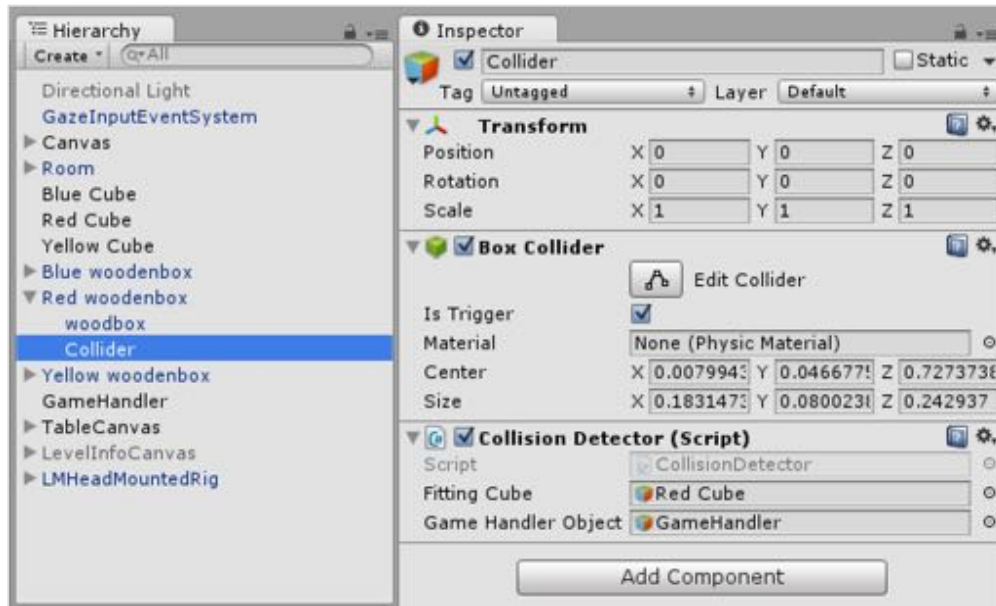 Hierarchy
Create
All
Directional Light
GazeInputEventSystem
Canvas
Room
Blue Cube
Red Cube
Yellow Cube
Blue woodenbox
Red woodenbox
woodbox
Collider
Yellow woodenbox
GameHandler
TableCanvas
LevelInfoCanvas
LMHeadMountedRig
Inspector
Collider Static
Tag Untagged Layer Default
Transform
Position X 0 Y 0 Z 0
Rotation X 0 Y 0 Z 0
Scale X 1 Y 1 Z 1
Box Collider
Edit Collider
Is Trigger
Material None (Physic Material)
Center X 0.0079943 Y 0.046677 Z 0.7273738
Size X 0.183147 Y 0.080023 Z 0.242937
Collision Detector (Script)
Script CollisionDetector
Fitting Cube Red Cube
Game Handler Object GameHandler
Add Component